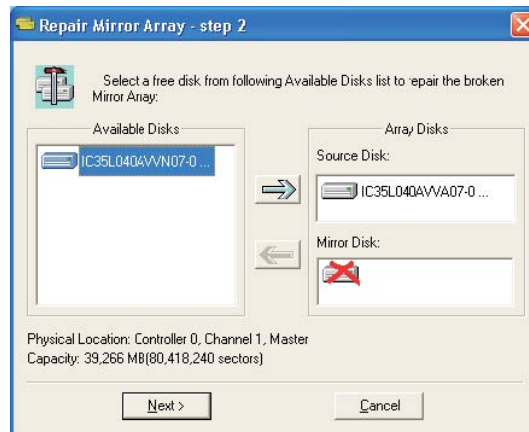 Repair Mirror Array - step 2
Select a free disk from following Available Disks list to repair the broken
Mirror Array:
Available Disks
IC35L040AVVN07-0 ...
Array Disks
Source Disk:
IC35L040AVVA07-0 ...
Mirror Disk:
Physical Location: Controller 0, Channel 1, Master
Capacity: 39,266 MB(80,418,240 sectors)
Next >
Cancel